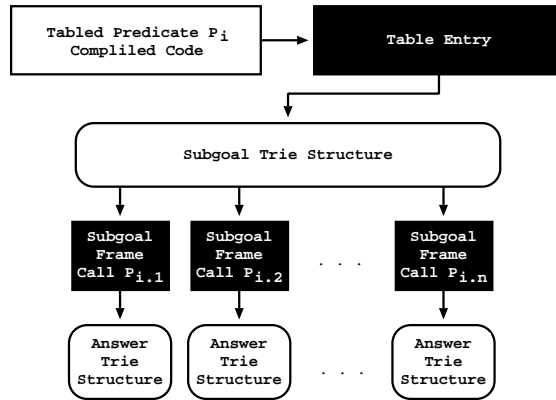 Tabled Predicate Pi
Compliled Code
Table Entry
Subgoal Trie Structure
Subgoal
Frame
Call Pi.1
Subgoal
Frame
Call Pi.2
. . .
Subgoal
Frame
Call Pi.n
Answer
Trie
Structure
Answer
Trie
Structure
. . .
Answer
Trie
Structure